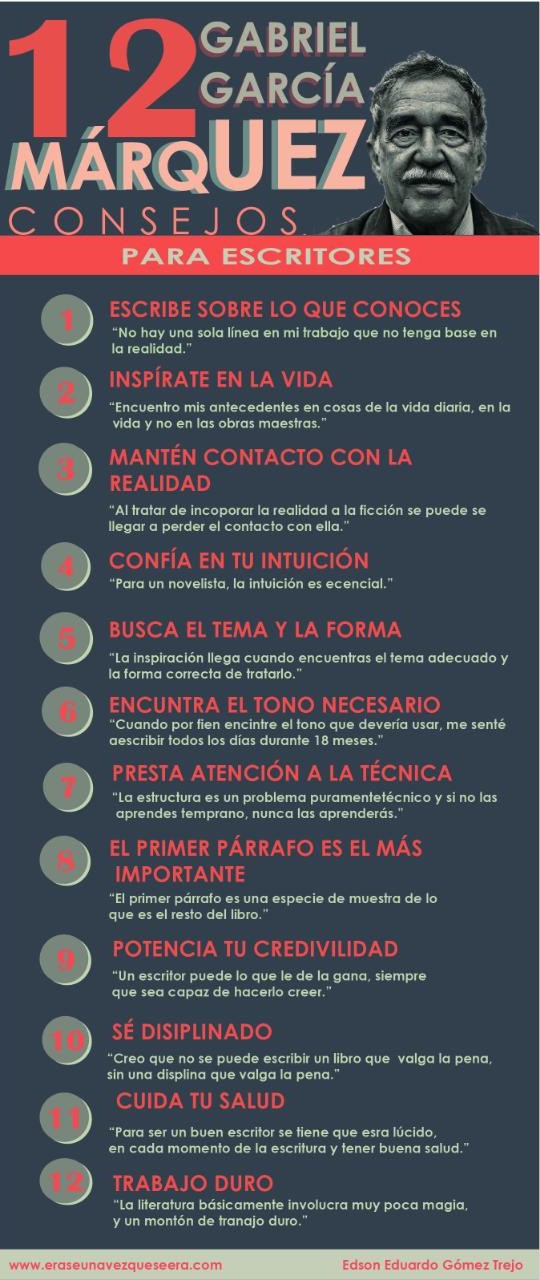 12 GABRIEL
GARCÍA
MÁRQUEZ
CONSEJOS.
PARA ESCRITORES
1 ESCRIBE SOBRE LO QUE CONOCES
“No hay una sola línea en mi trabajo que no tenga base en
la realidad.”
2 INSPÍRATE EN LA VIDA
“Encuentro mis antecedentes en cosas de la vida diaria, en la
vida y no en las obras maestras.”
3 MANTÉN CONTACTO CON LA
REALIDAD
“Al tratar de incoporar la realidad a la ficción se puede se
llegar a perder el contacto con ella.”
4 CONFÍA EN TU INTUICIÓN
“Para un novelista, la intuición es ecencial.”
5 BUSCA EL TEMA Y LA FORMA
“La inspiración llega cuando encuentras el tema adecuado y
la forma correcta de tratarlo.”
6 ENCUNTRA EL TONO NECESARIO
“Cuando por fien encintre el tono que devería usar, me senté
aescribir todos los días durante 18 meses.”
7 PRESTA ATENCIÓN A LA TÉCNICA
“La estructura es un problema puramentetécnico y si no las
aprendes temprano, nunca las aprenderás.”
8 EL PRIMER PÁRRAFO ES EL MÁS
IMPORTANTE
“El primer párrafo es una especie de muestra de lo
que es el resto del libro.”
9 POTENCIA TU CREDIVILIDAD
“Un escritor puede lo que le de la gana, siempre
que sea capaz de hacerlo creer.”
10 SÉ DISIPLINADO
“Creo que no se puede escribir un libro que valga la pena,
sin una displina que valga la pena.”
11 CUIDA TU SALUD
“Para ser un buen escritor se tiene que esra lúcido,
en cada momento de la escritura y tener buena salud.”
12 TRABAJO DURO
“La literatura básicamente involucra muy poca magia,
y un montón de tranajo duro.”
www.eraseunavezqueseera.com Edson Eduardo Gómez Trejo